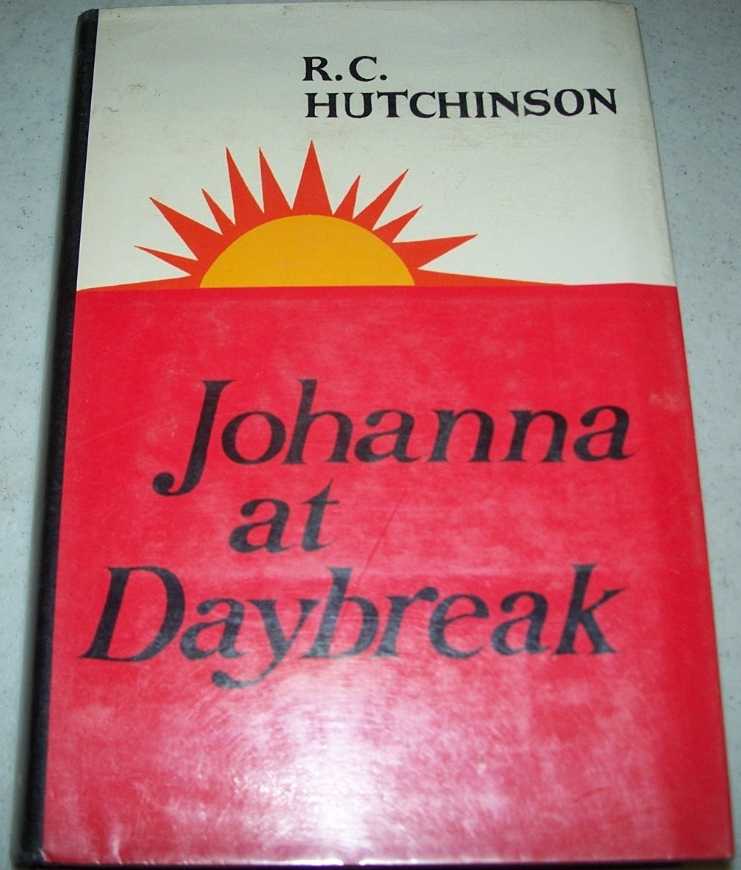 R.C.
HUTCHINSON
Johanna
at
Daybreak